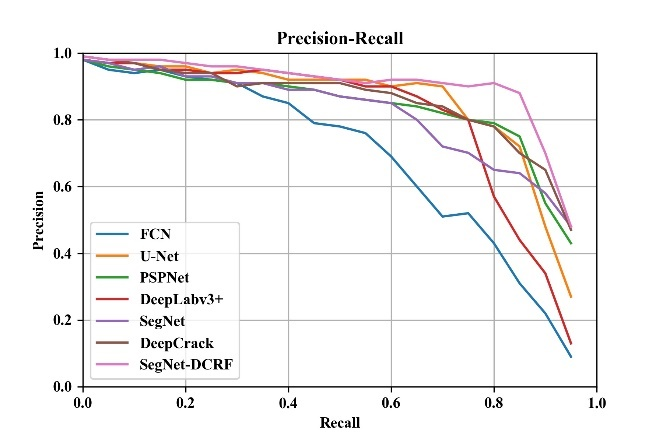 Precision-Recall
1.0
0.8
0.6
0.4
0.2
0.0
Precision
FCN
U-Net
PSPNet
DeepLabv3+
SegNet
DeepCrack
SegNet-DCRF
0.0 0.2 0.4 0.6 0.8 1.0
Recall